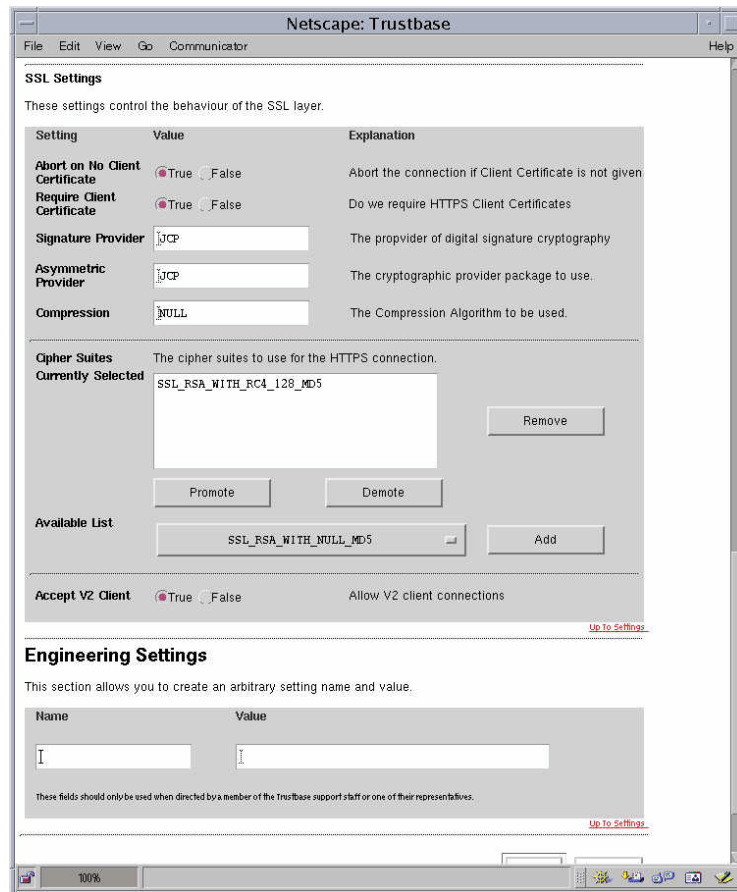 Netscape: Trustbase
File Edit View Go Communicator Help
SSL Settings
These settings control the behaviour of the SSL layer.
Setting Value Explanation
Abort on No Client
Certificate
True False
Abort the connection if Client Certificate is not given
Require Client
Certificate
True False
Do we require HTTPS Client Certificates
Signature Provider JCP The propvider of digital signature cryptography
Asymmetric
Provider
JCP
The cryptographic provider package to use.
Compression NULL The Compression Algorithm to be used.
Cipher Suites The cipher suites to use for the HTTPS connection.
Currently Selected
SSL_RSA_WITH_RC4_128_MD5
Remove
Promote Demote
Available List
SSL_RSA_WITH_NULL_MD5 Add
Accept V2 Client True False Allow V2 client connections
Up To Settings
Engineering Settings
This section allows you to create an arbitrary setting name and value.
Name Value
These fields should only be used when directed by a member of the Trustbase support staff or one of their representatives.
Up To Settings
100%